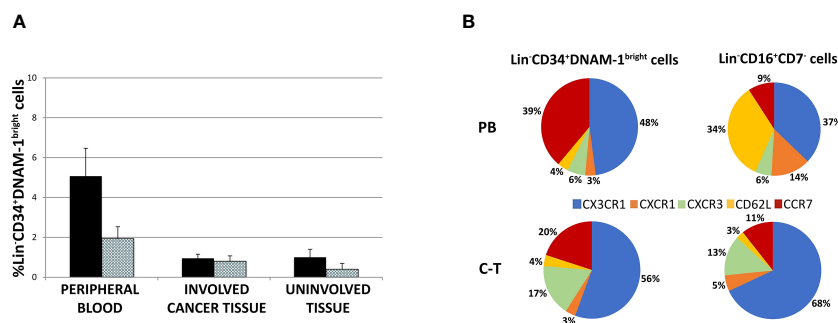 A
B
%Lin⁻CD34⁺DNAM-1ᵇʳⁱᵍʰᵗ cells
10
8
6
4
2
0
PERIPHERAL BLOOD
INVOLVED CANCER TISSUE
UNINVOLVED TISSUE
Lin⁻CD34⁺DNAM-1ᵇʳⁱᵍʰᵗ cells
Lin⁻CD16⁺CD7⁻ cells
PB
39%
48%
4%
6%
3%
9%
37%
34%
6%
14%
CX3CR1 CXCR1 CXCR3 CD62L CCR7
C-T
20%
4%
17%
3%
56%
11%
3%
13%
5%
68%